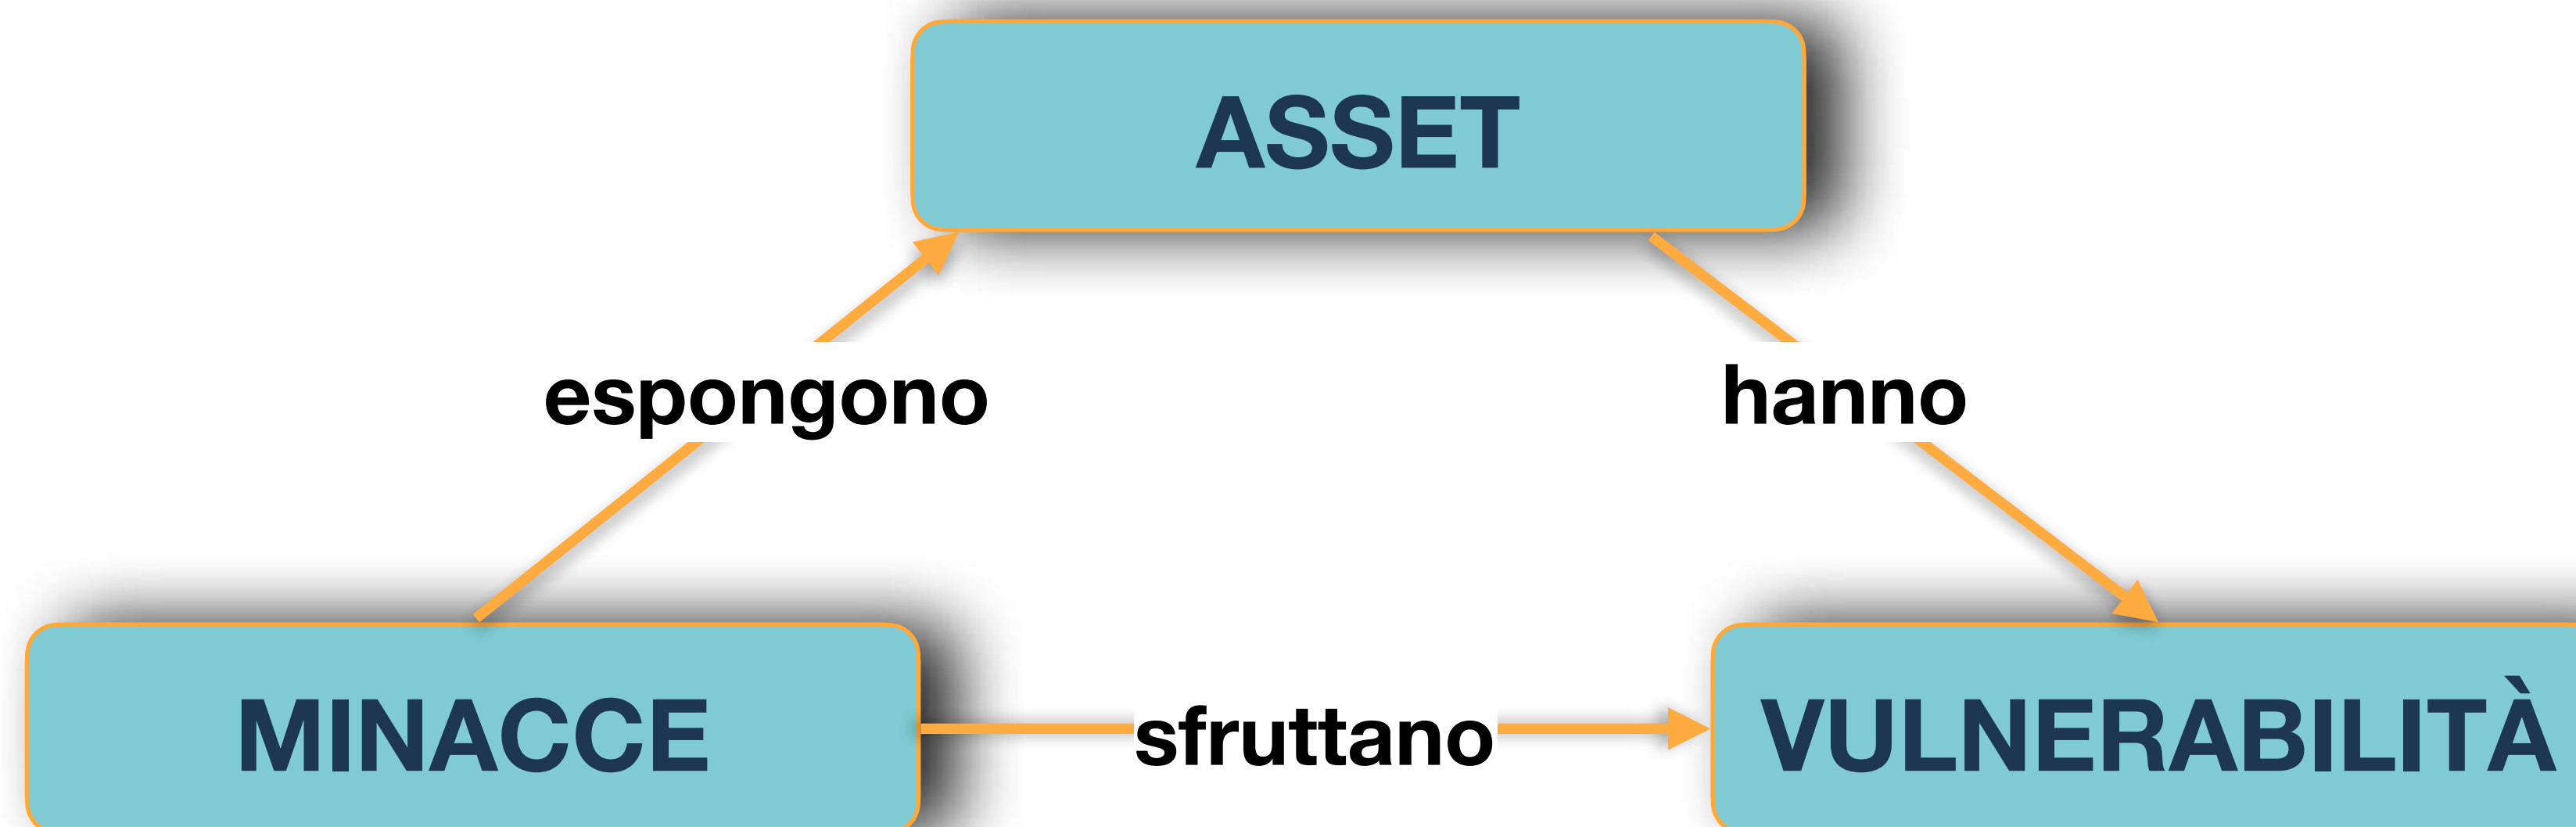 ASSET
espongono
hanno
MINACCE
sfruttano
VULNERABILITÀ